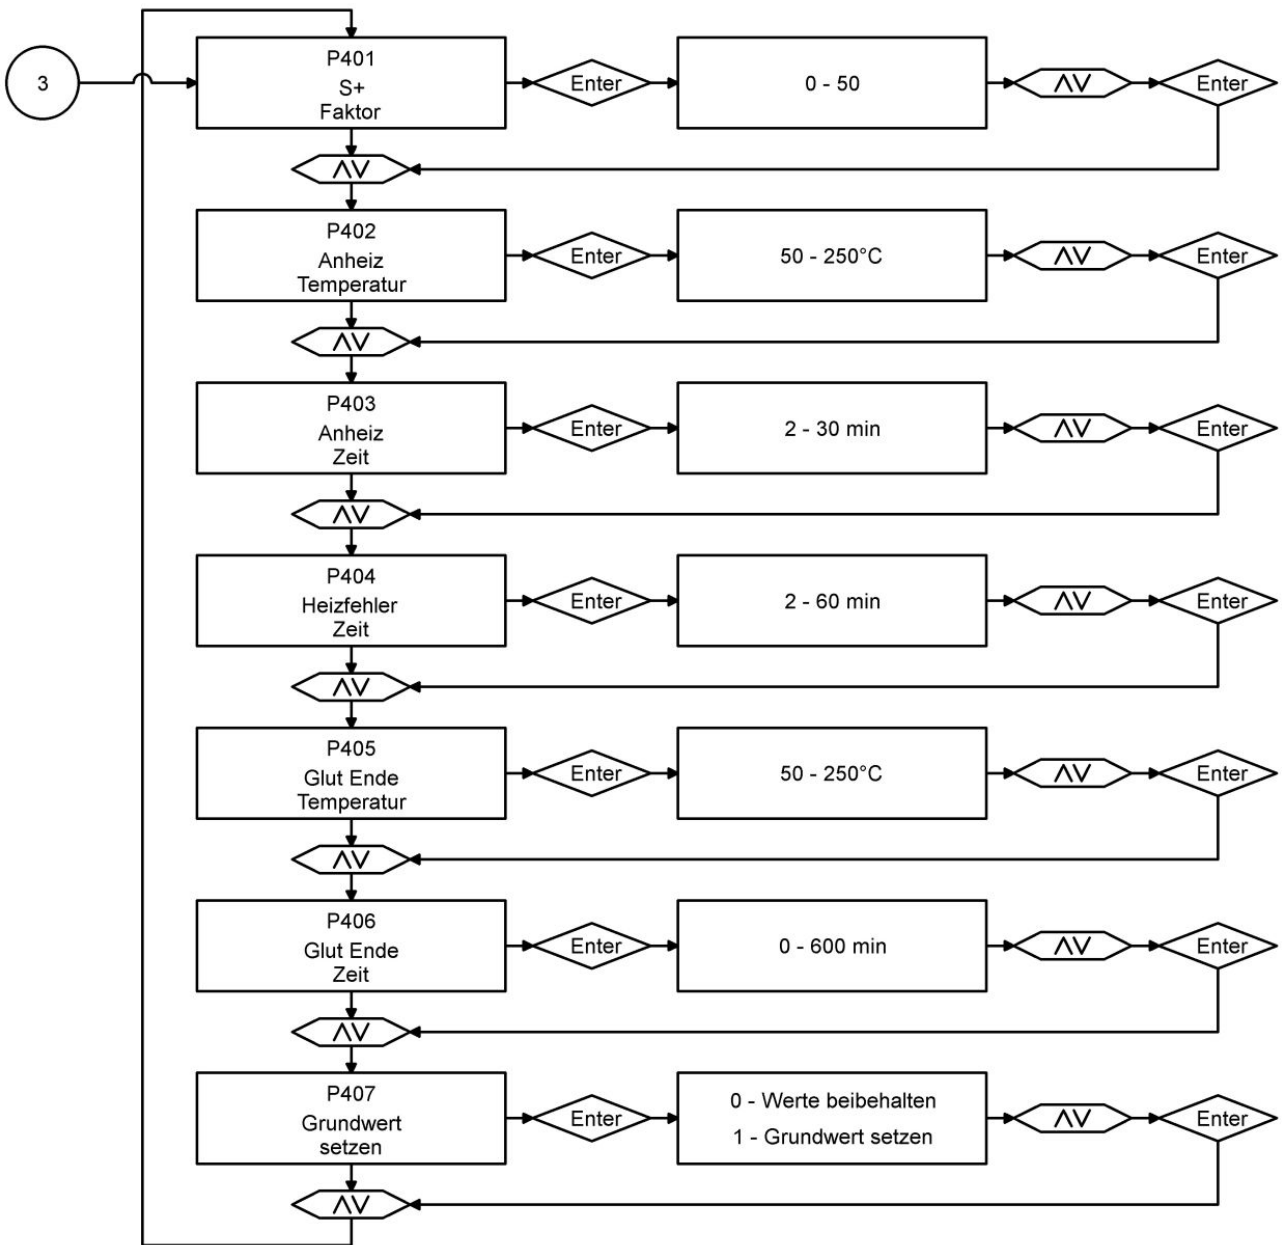 3
P401
S+
Faktor
Enter
0 - 50
ΛV
Enter
ΛV
P402
Anheiz
Temperatur
Enter
50 - 250°C
ΛV
Enter
ΛV
P403
Anheiz
Zeit
Enter
2 - 30 min
ΛV
Enter
ΛV
P404
Heizfehler
Zeit
Enter
2 - 60 min
ΛV
Enter
ΛV
P405
Glut Ende
Temperatur
Enter
50 - 250°C
ΛV
Enter
ΛV
P406
Glut Ende
Zeit
Enter
0 - 600 min
ΛV
Enter
ΛV
P407
Grundwert
setzen
Enter
0 - Werte beibehalten
1 - Grundwert setzen
ΛV
Enter
ΛV